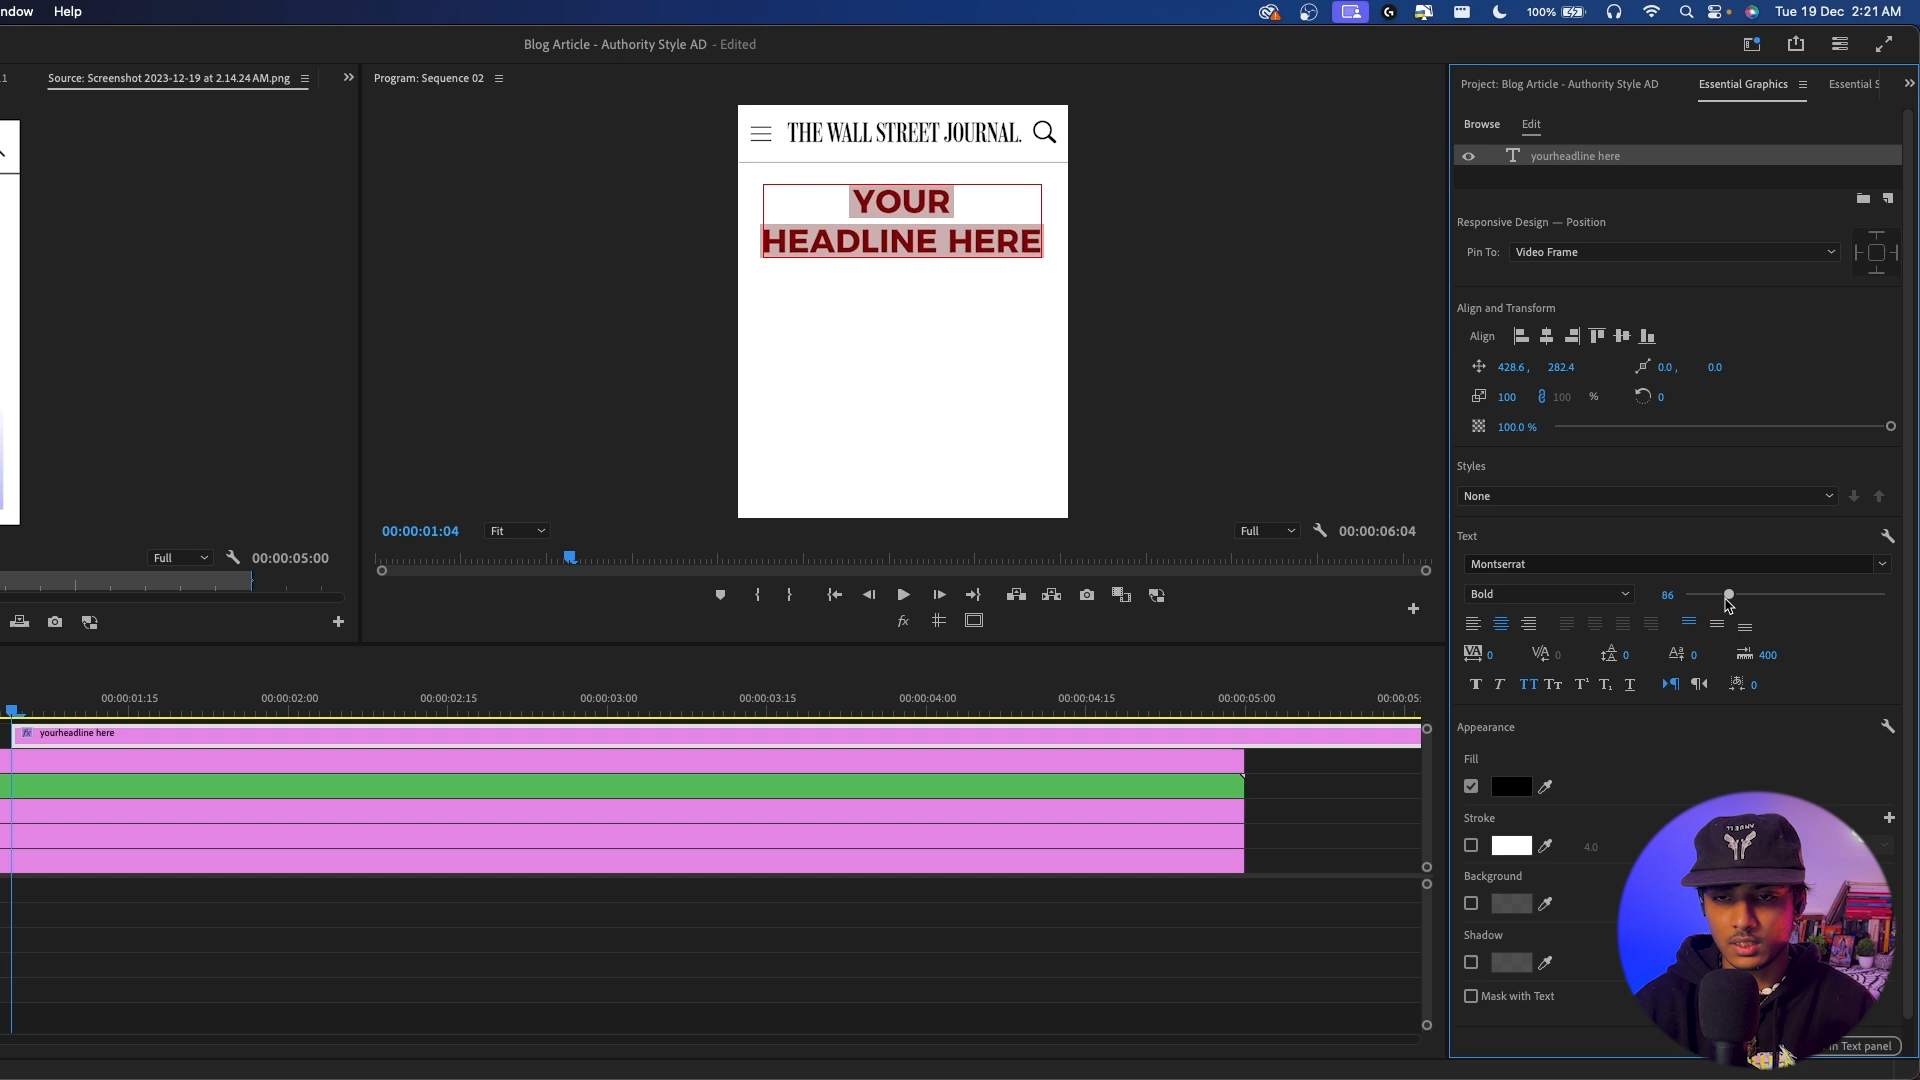 ndow Help 100% Tue 19 Dec 2:21 AM
Blog Article - Authority Style AD - Edited
1 Source: Screenshot 2023-12-19 at 2.14.24 AM.png Program: Sequence 02
Project: Blog Article - Authority Style AD Essential Graphics Essential S
Browse Edit
yourheadline here
THE WALL STREET JOURNAL.
YOUR
HEADLINE HERE
Responsive Design — Position
Pin To: Video Frame
Align and Transform
Align
428.6 , 282.4 0.0 , 0.0
100 100 % 0
100.0 %
Styles
None
Text
Montserrat
Bold 86
0 0 0 0 400
0
Appearance
Fill
Stroke
4.0
Background
Shadow
Mask with Text
in Text panel
Full 00:00:05:00
00:00:01:04 Fit Full 00:00:06:04
00:00:01:15 00:00:02:00 00:00:02:15 00:00:03:00 00:00:03:15 00:00:04:00 00:00:04:15 00:00:05:00 00:00:05:
fx yourheadline here